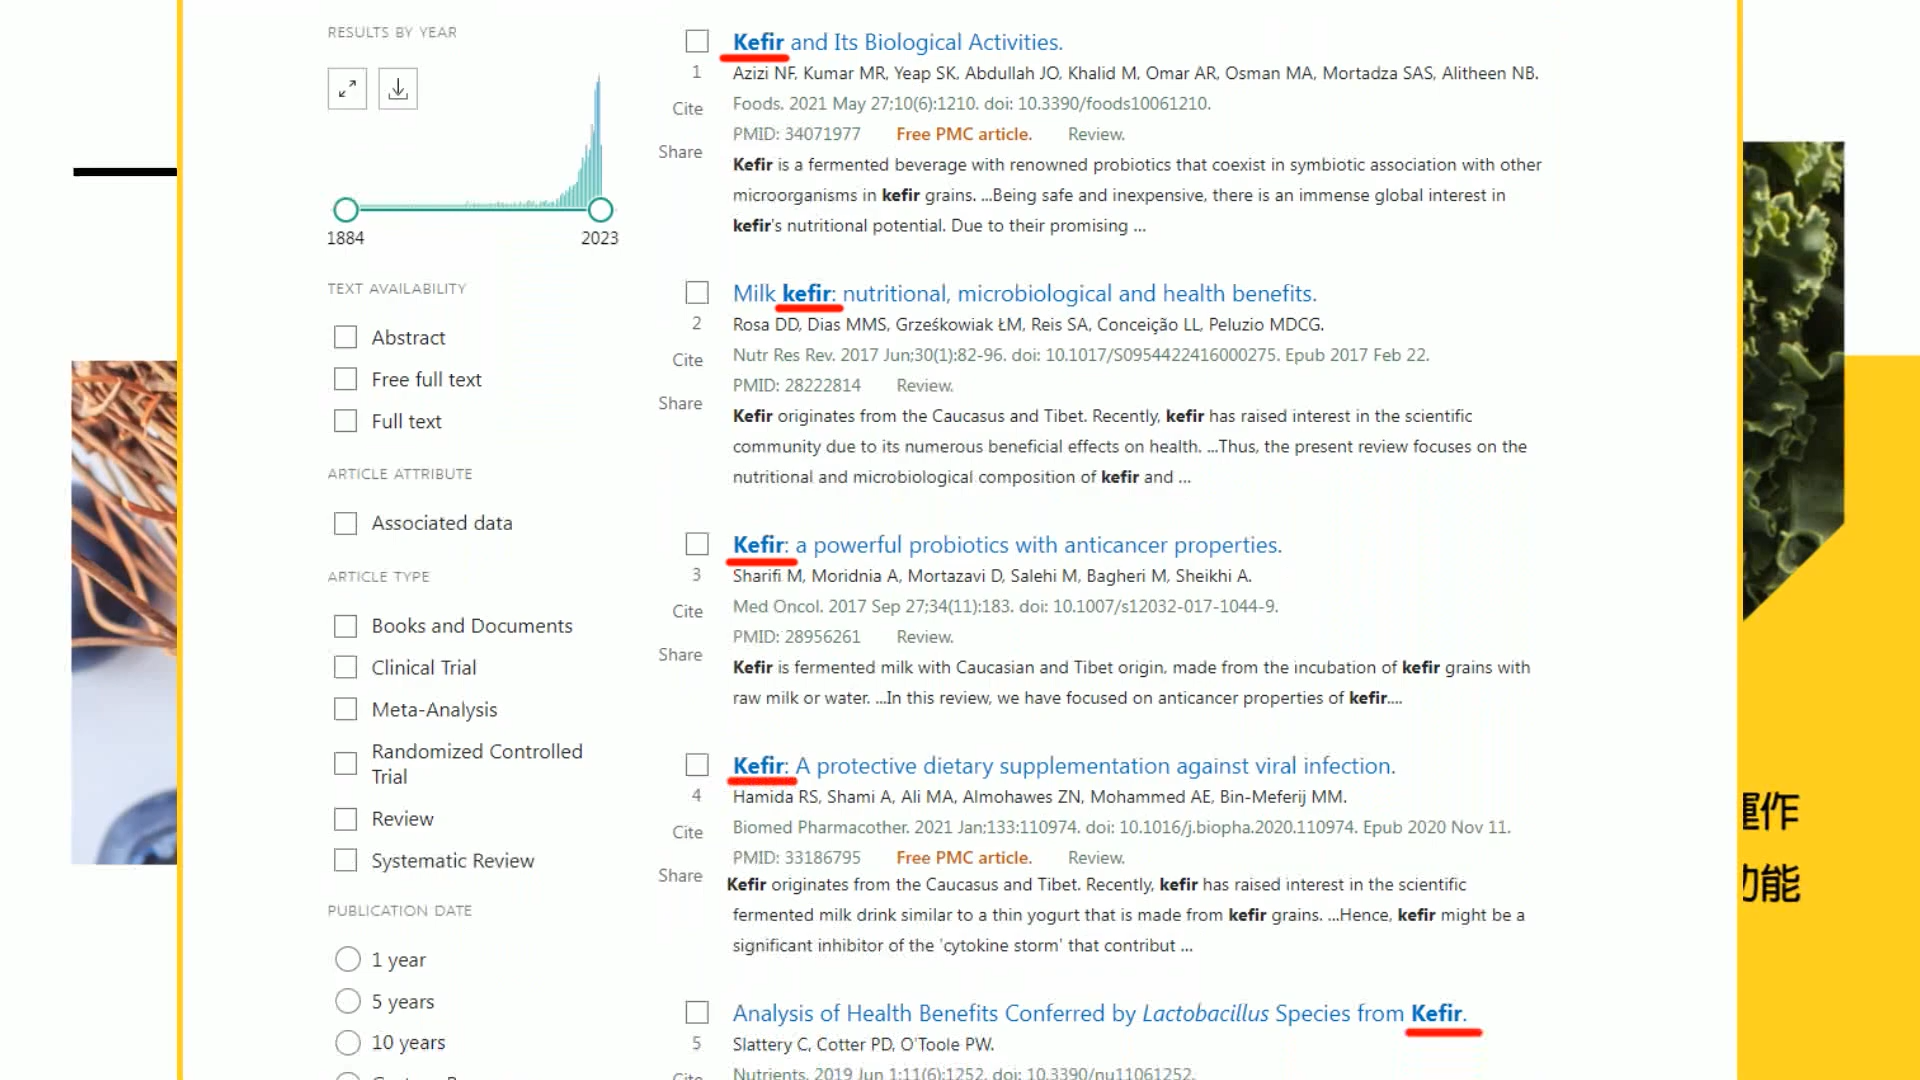 RESULTS BY YEAR
1884
2023
TEXT AVAILABILITY
Abstract
Free full text
Full text
ARTICLE ATTRIBUTE
Associated data
ARTICLE TYPE
Books and Documents
Clinical Trial
Meta-Analysis
Randomized Controlled
Trial
Review
Systematic Review
PUBLICATION DATE
1 year
5 years
10 years
Kefir and Its Biological Activities.
1
Azizi NF, Kumar MR, Yeap SK, Abdullah JO, Khalid M, Omar AR, Osman MA, Mortadza SAS, Alitheen NB.
Cite
Foods. 2021 May 27;10(6):1210. doi: 10.3390/foods10061210.
PMID: 34071977 Free PMC article. Review.
Share
Kefir is a fermented beverage with renowned probiotics that coexist in symbiotic association with other
microorganisms in kefir grains. ...Being safe and inexpensive, there is an immense global interest in
kefir's nutritional potential. Due to their promising ...
Milk kefir: nutritional, microbiological and health benefits.
2
Rosa DD, Dias MMS, Grześkowiak ŁM, Reis SA, Conceição LL, Peluzio MDCG.
Cite
Nutr Res Rev. 2017 Jun;30(1):82-96. doi: 10.1017/S0954422416000275. Epub 2017 Feb 22.
PMID: 28222814 Review.
Share
Kefir originates from the Caucasus and Tibet. Recently, kefir has raised interest in the scientific
community due to its numerous beneficial effects on health. ...Thus, the present review focuses on the
nutritional and microbiological composition of kefir and ...
Kefir: a powerful probiotics with anticancer properties.
3
Sharifi M, Moridnia A, Mortazavi D, Salehi M, Bagheri M, Sheikhi A.
Cite
Med Oncol. 2017 Sep 27;34(11):183. doi: 10.1007/s12032-017-1044-9.
PMID: 28956261 Review.
Share
Kefir is fermented milk with Caucasian and Tibet origin, made from the incubation of kefir grains with
raw milk or water. ...In this review, we have focused on anticancer properties of kefir....
Kefir: A protective dietary supplementation against viral infection.
4
Hamida RS, Shami A, Ali MA, Almohawes ZN, Mohammed AE, Bin-Meferij MM.
Cite
Biomed Pharmacother. 2021 Jan;133:110974. doi: 10.1016/j.biopha.2020.110974. Epub 2020 Nov 11.
PMID: 33186795 Free PMC article. Review.
Share
Kefir originates from the Caucasus and Tibet. Recently, kefir has raised interest in the scientific
fermented milk drink similar to a thin yogurt that is made from kefir grains. ...Hence, kefir might be a
significant inhibitor of the 'cytokine storm' that contribut ...
Analysis of Health Benefits Conferred by Lactobacillus Species from Kefir.
5
Slattery C, Cotter PD, O'Toole PW.
Cite
Nutrients. 2019 Jun 1;11(6):1252. doi: 10.3390/nu11061252.
運作
功能